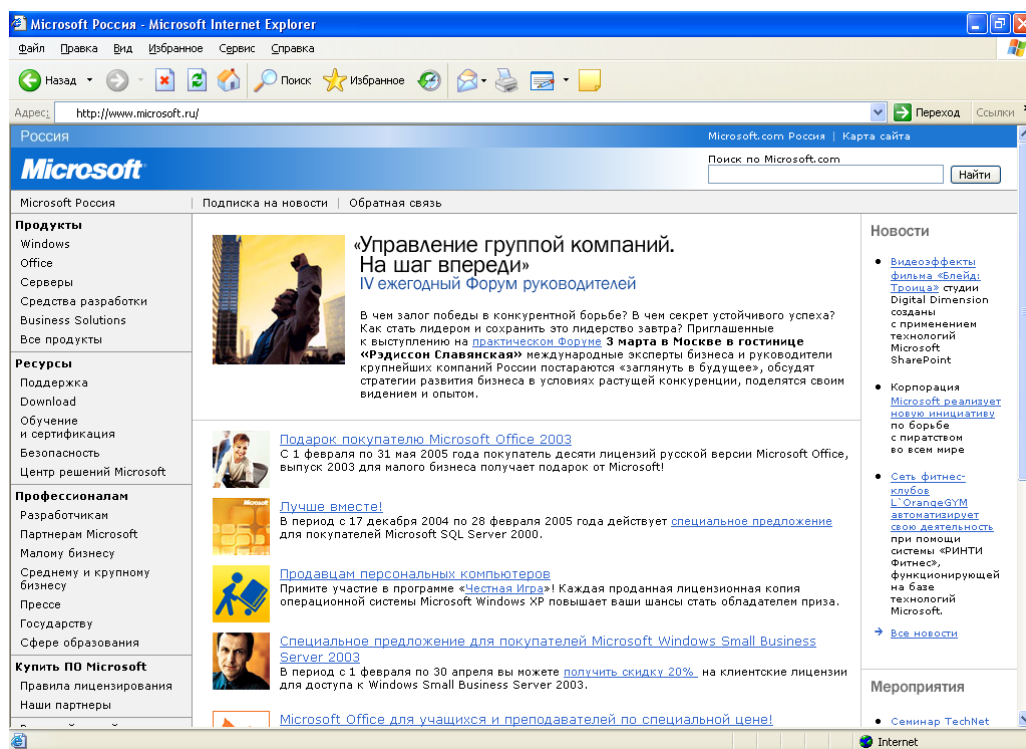 Microsoft Россия - Microsoft Internet Explorer
Файл Правка Вид Избранное Сервис Справка
Назад Поиск Избранное
Адрес: http://www.microsoft.ru/ Переход Ссылки
Россия Microsoft.com Россия | Карта сайта
Microsoft
Поиск по Microsoft.com
Найти
Microsoft Россия | Подписка на новости | Обратная связь
Продукты
Windows
Office
Серверы
Средства разработки
Business Solutions
Все продукты
Ресурсы
Поддержка
Download
Обучение
и сертификация
Безопасность
Центр решений Microsoft
Профессионалам
Разработчикам
Партнерам Microsoft
Малому бизнесу
Среднему и крупному
бизнесу
Прессе
Государству
Сфере образования
Купить ПО Microsoft
Правила лицензирования
Наши партнеры
«Управление группой компаний.
На шаг впереди»
IV ежегодный Форум руководителей
В чем залог победы в конкурентной борьбе? В чем секрет устойчивого успеха?
Как стать лидером и сохранить это лидерство завтра? Приглашенные
к выступлению на практическом Форуме 3 марта в Москве в гостинице
«Рэдиссон Славянская» международные эксперты бизнеса и руководители
крупнейших компаний России постараются «заглянуть в будущее», обсудят
стратегии развития бизнеса в условиях растущей конкуренции, поделятся своим
видением и опытом.
Подарок покупателю Microsoft Office 2003
С 1 февраля по 31 мая 2005 года покупатель десяти лицензий русской версии Microsoft Office,
выпуск 2003 для малого бизнеса получает подарок от Microsoft!
Microsoft
Лучше вместе!
В период с 17 декабря 2004 по 28 февраля 2005 года действует специальное предложение
для покупателей Microsoft SQL Server 2000.
Продавцам персональных компьютеров
Примите участие в программе «Честная Игра»! Каждая проданная лицензионная копия
операционной системы Microsoft Windows XP повышает ваши шансы стать обладателем приза.
Специальное предложение для покупателей Microsoft Windows Small Business
Server 2003
В период с 1 февраля по 30 апреля вы можете получить скидку 20% на клиентские лицензии
для доступа к Windows Small Business Server 2003.
Microsoft Office для учащихся и преподавателей по специальной цене!
Новости
Видеоэффекты
фильма «Блейд:
Троица» студии
Digital Dimension
созданы
с применением
технологий
Microsoft
SharePoint
Корпорация
Microsoft реализует
новую инициативу
по борьбе
с пиратством
во всем мире
Сеть фитнес-
клубов
L`OrangeGYM
автоматизирует
свою деятельность
при помощи
системы «РИНТИ
Фитнес»,
функционирующей
на базе
технологий
Microsoft.
Все новости
Мероприятия
Семинар TechNet
Internet